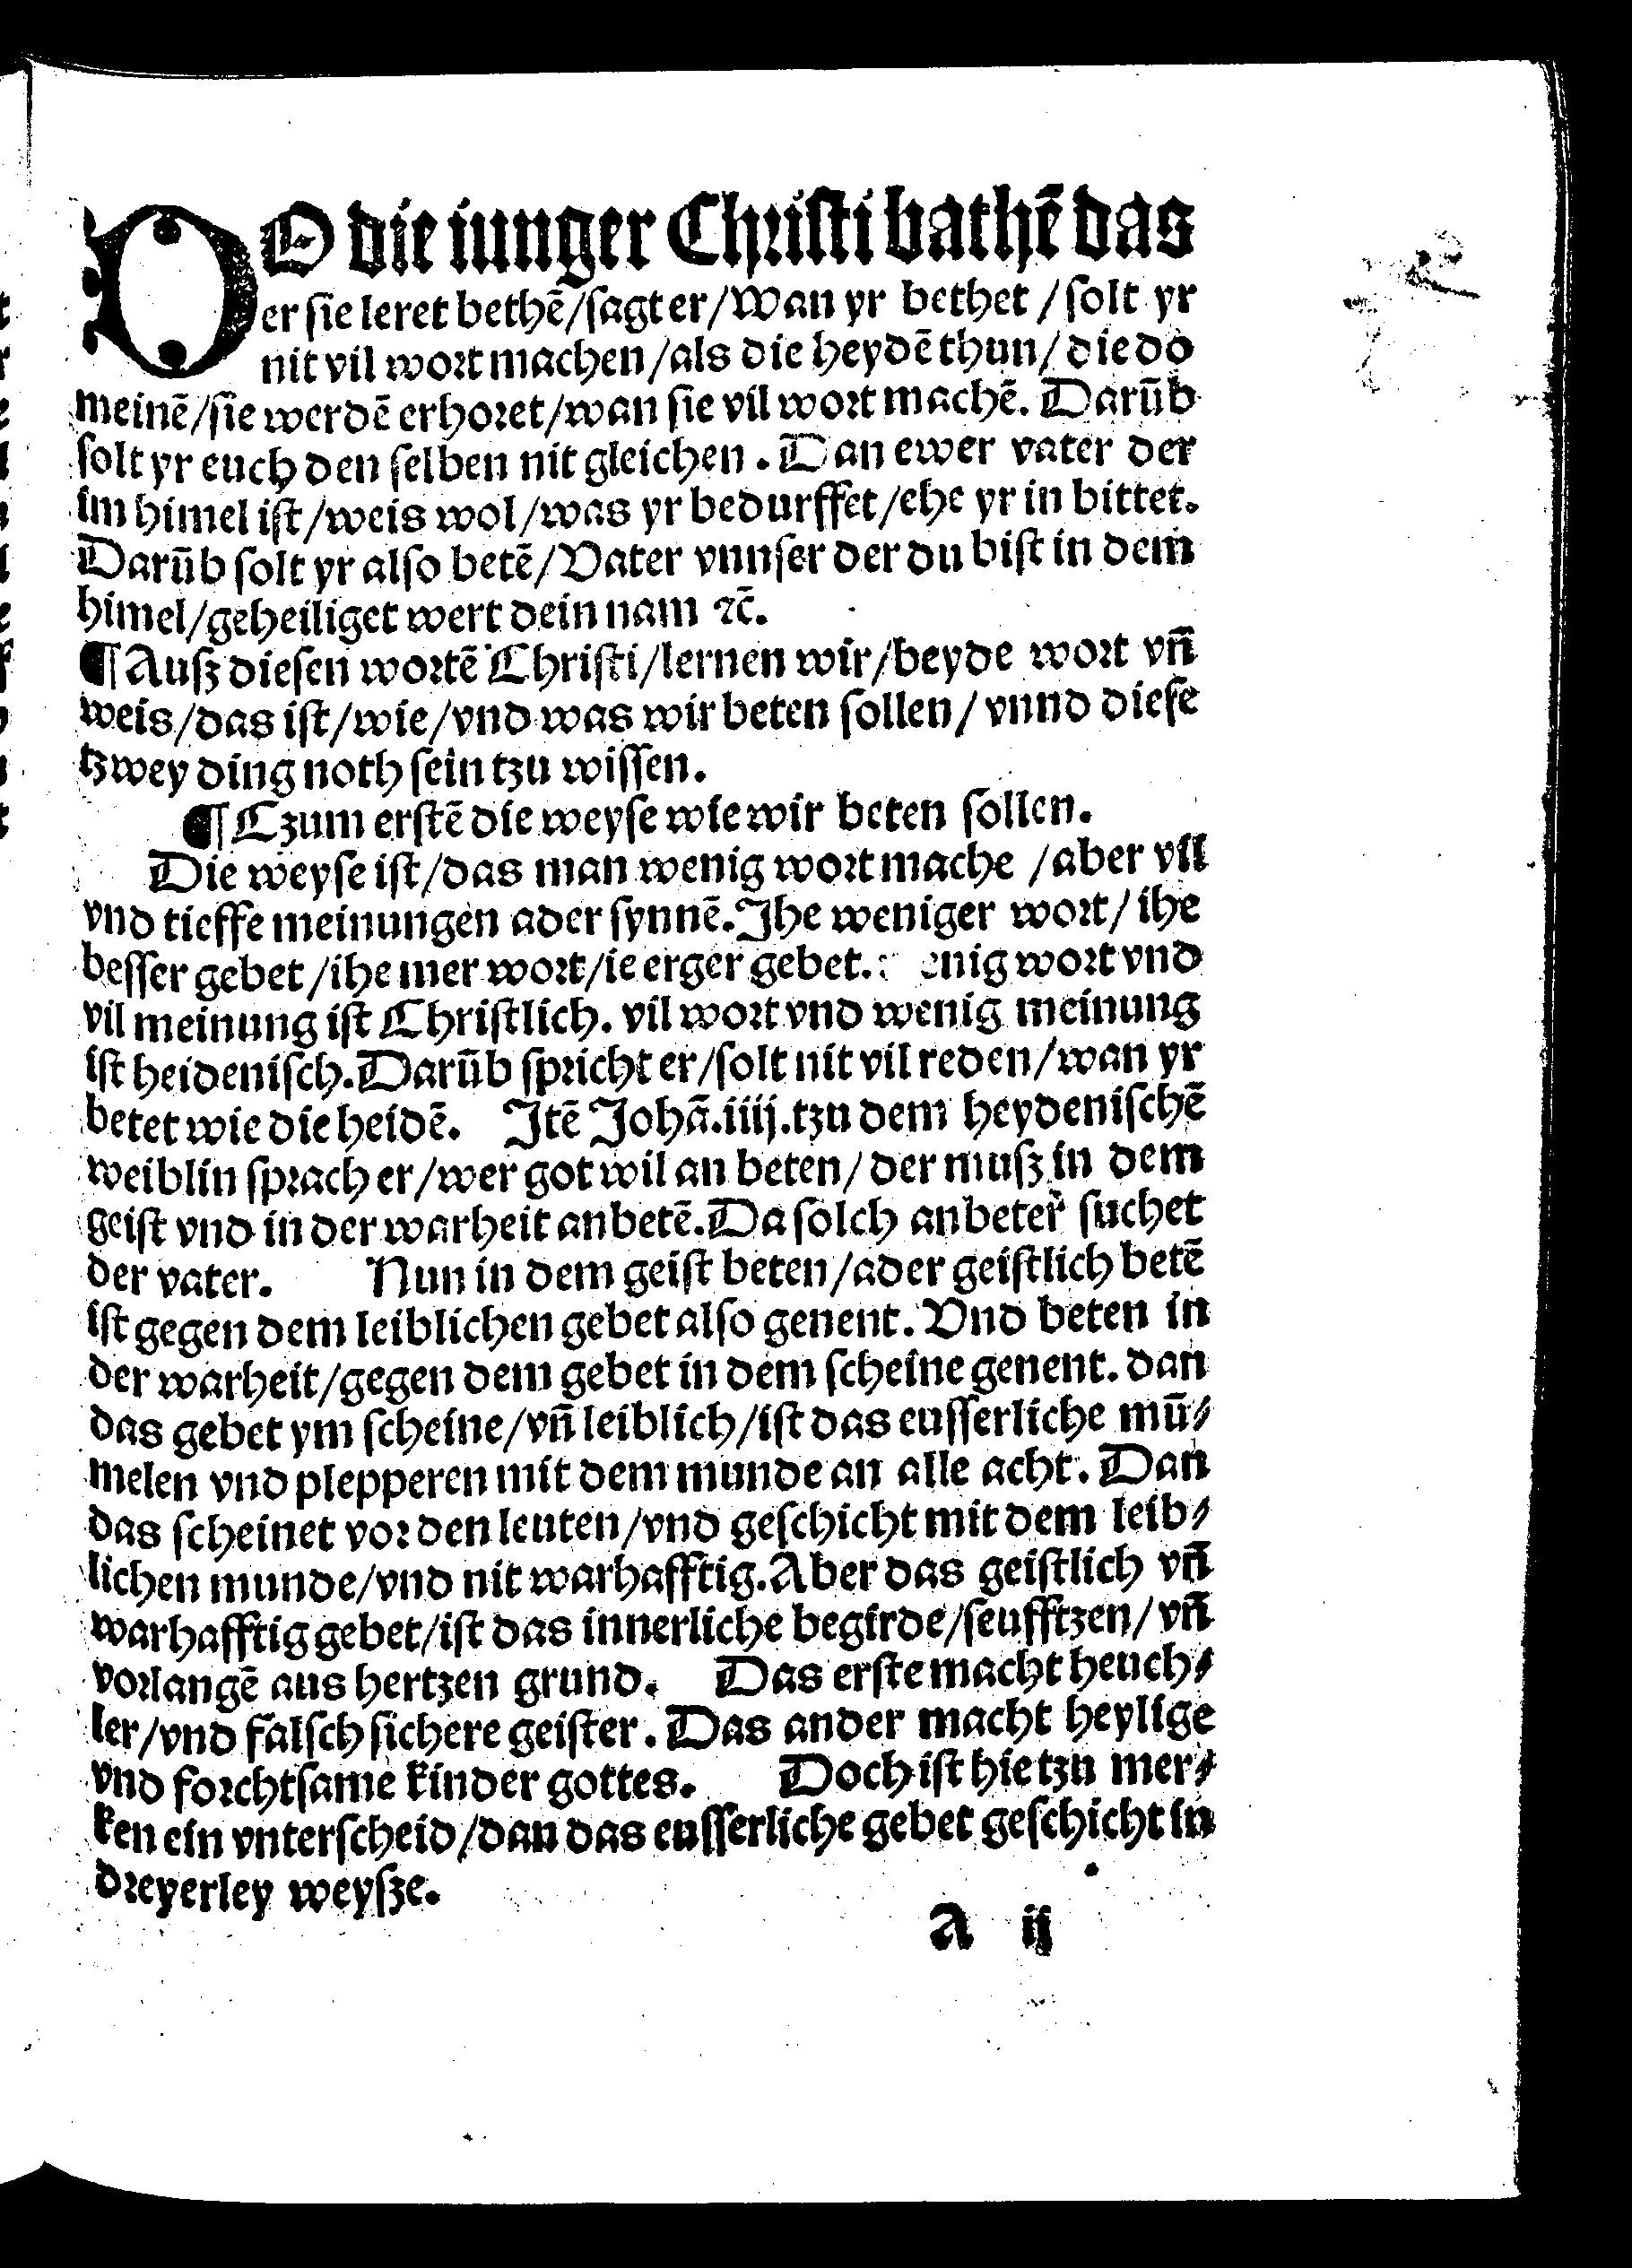 DO die iunger Christi bathē das
er sie leret bethē/sagt er/Wan yr bethet/solt yr
nit vil wort machen/als die heydē thun/die do
meinē/sie werdē erhoret/wan sie vil wort machē. Darūb
solt yr euch den selben nit gleichen. Dan ewer vater der
im himel ist/weis wol/was yr bedurffet/ehe yr in bittet.
Darūb solt yr also betē/Vater vnnser der du bist in dem
himel/geheiliget wert dein nam ⁊c̄.
¶ Ausz diesen wortē Christi/lernen wir/beyde wort vn̄
weis/das ist/wie/vnd was wir beten sollen/vnnd diese
tzwey ding noth sein tzu wissen.
¶ Czum erstē die weyse wie wir beten sollen.
Die weyse ist/das man wenig wort mache/aber vil
vnd tieffe meinungen ader synnē. Jhe weniger wort/ihe
besser gebet/ihe mer wort/ie erger gebet. enig wort vnd
vil meinung ist Christlich. vil wort vnd wenig meinung
ist heidenisch. Darūb spricht er/solt nit vil reden/wan yr
betet wie die heidē. Jtē Johā.iiij.tzu dem heydenischē
weiblin sprach er/wer got wil an beten/der musz in dem
geist vnd in der warheit anbetē. Da solch anbeter suchet
der vater. Nun in dem geist beten/ader geistlich betē
ist gegen dem leiblichen gebet also genent. Vnd beten in
der warheit/gegen dem gebet in dem scheine genent. dan
das gebet ym scheine/vn̄ leiblich/ist das eusserliche mū⸗
melen vnd plepperen mit dem munde an alle acht. Dan
das scheinet vor den leuten/vnd geschicht mit dem leib⸗
lichen munde/vnd nit warhafftig. Aber das geistlich vn̄
warhafftig gebet/ist das innerliche begirde/seufftzen/vn̄
vorlangē aus hertzen grund. Das erste macht heuch⸗
ler/vnd falsch sichere geister. Das ander macht heylige
vnd forchtsame kinder gottes. Doch ist hie tzu mer⸗
ken ein vnterscheid/dan das eusserliche gebet geschicht in
dreyerley weysze.
a ij